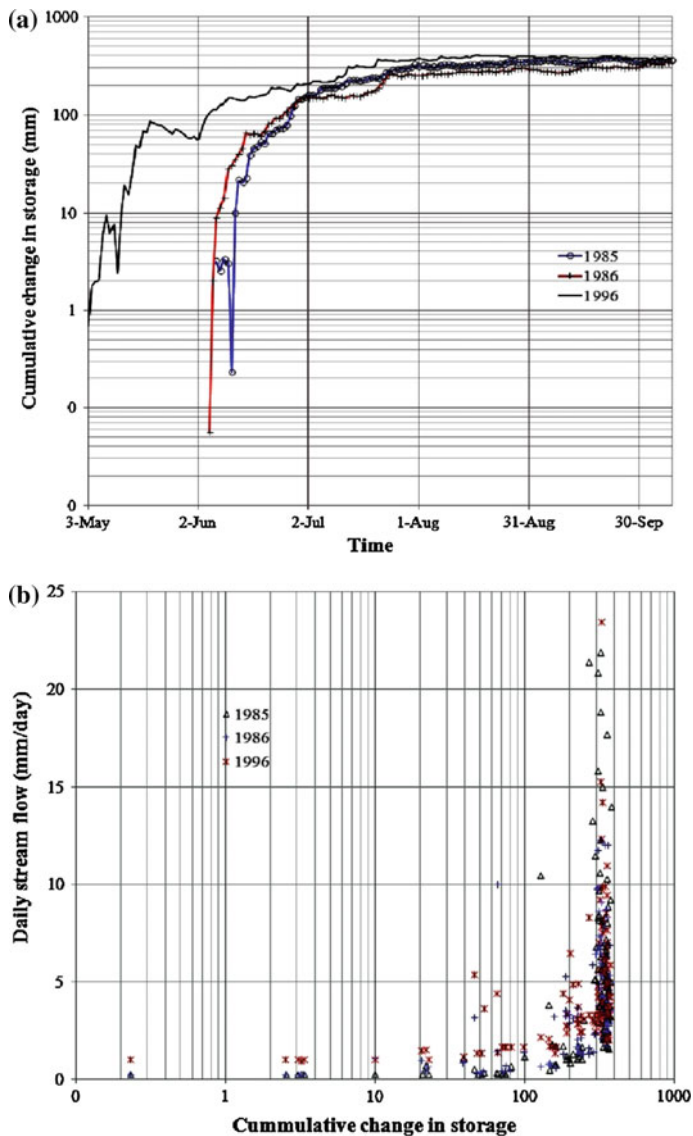 (a)
1000
100
10
1
0
0
Cumulative change in storage (mm)
1985
1986
1996
3-May
2-Jun
2-Jul
1-Aug
31-Aug
30-Sep
Time
(b)
25
20
15
10
5
0
Daily stream flow (mm/day)
1985
1986
1996
0
1
10
100
1000
Cummulative change in storage